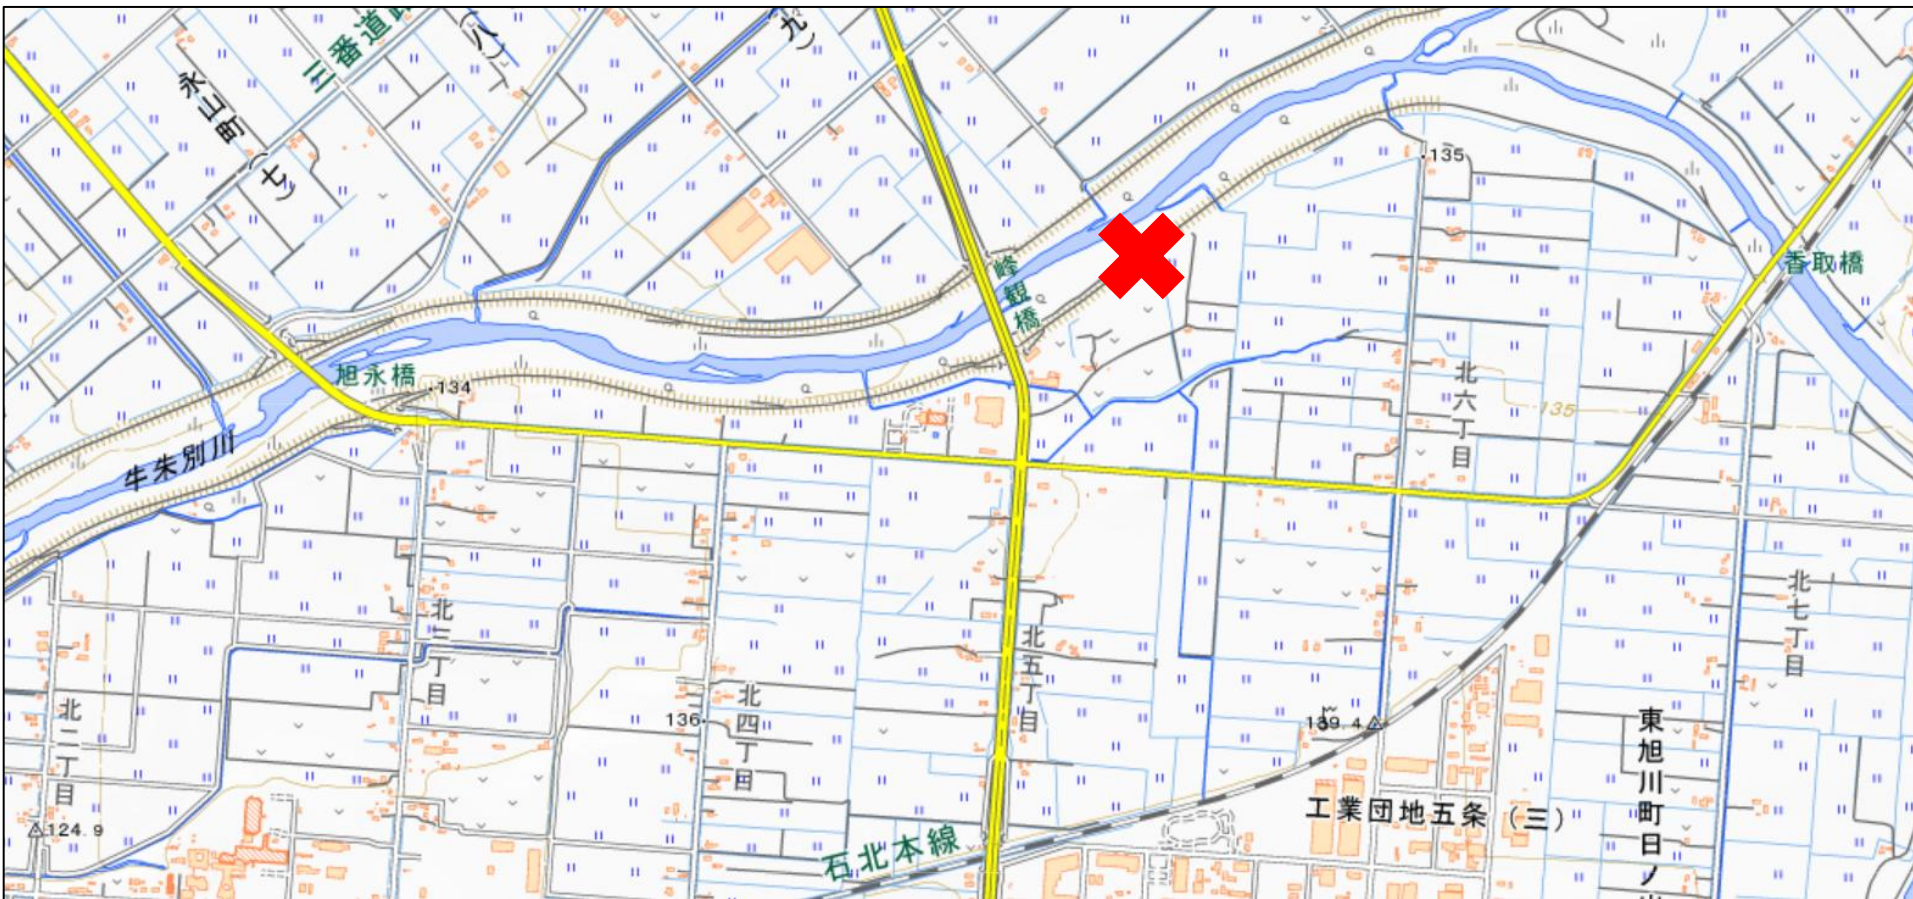 三番道路
永山町
（七）
（八）
（九）
135
峰観橋
香取橋
旭永橋
134
牛朱別川
北六丁目
135
北三丁目
北五丁目
北七丁目
北二丁目
136
北四丁目
139.4
東旭川町日ノ出
工業団地五条（三）
124.9
石北本線